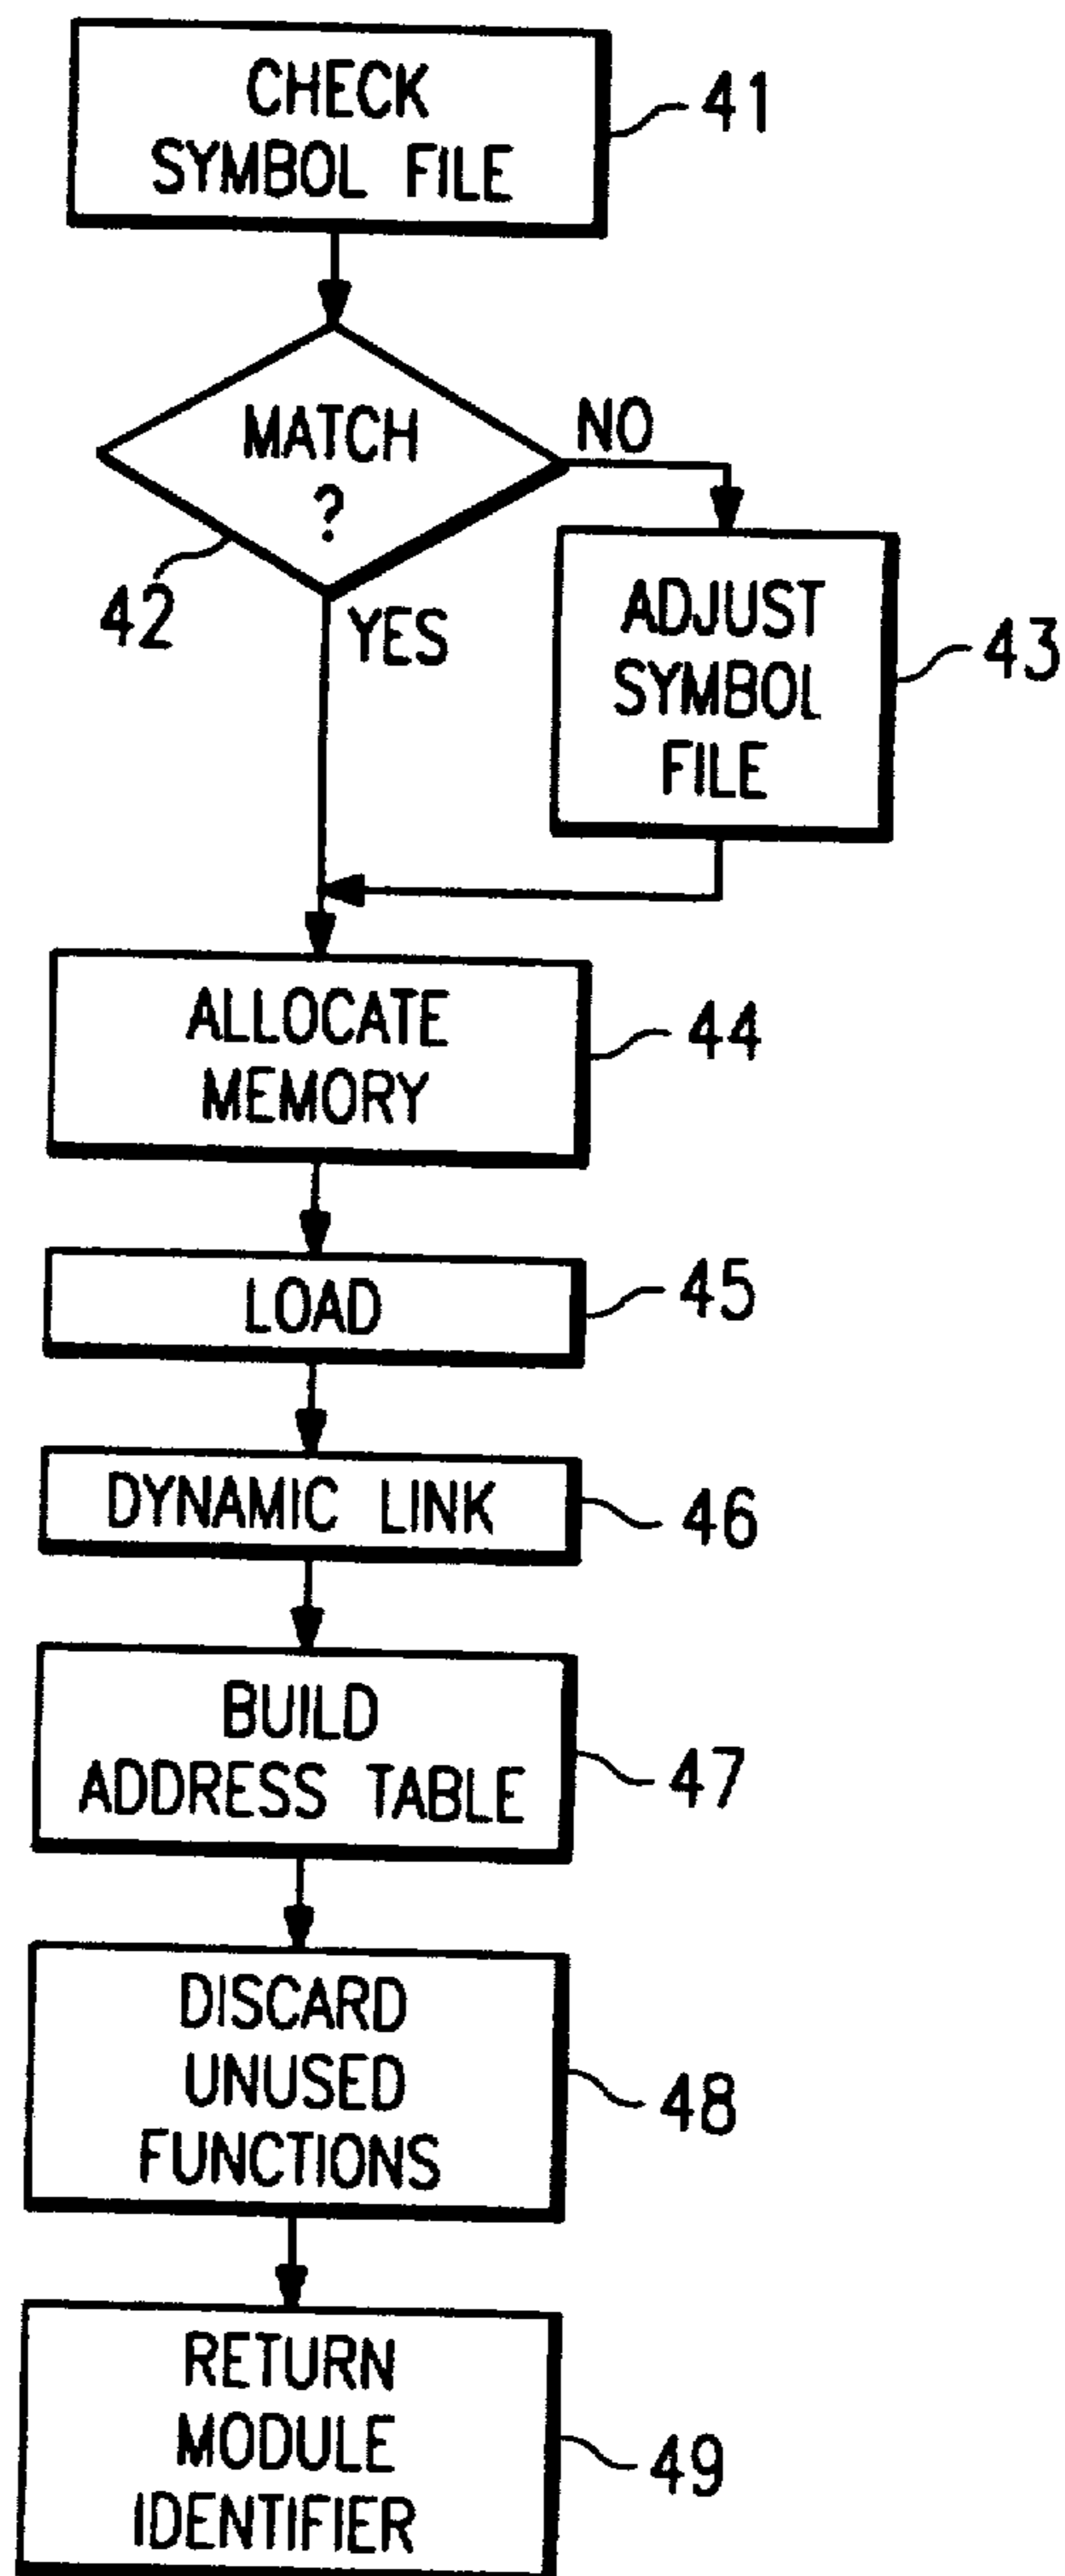 CHECK
SYMBOL FILE
41
MATCH
?
NO
42
YES
ADJUST
SYMBOL
FILE
43
ALLOCATE
MEMORY
44
LOAD
45
DYNAMIC LINK
46
BUILD
ADDRESS TABLE
47
DISCARD
UNUSED
FUNCTIONS
48
RETURN
MODULE
IDENTIFIER
49